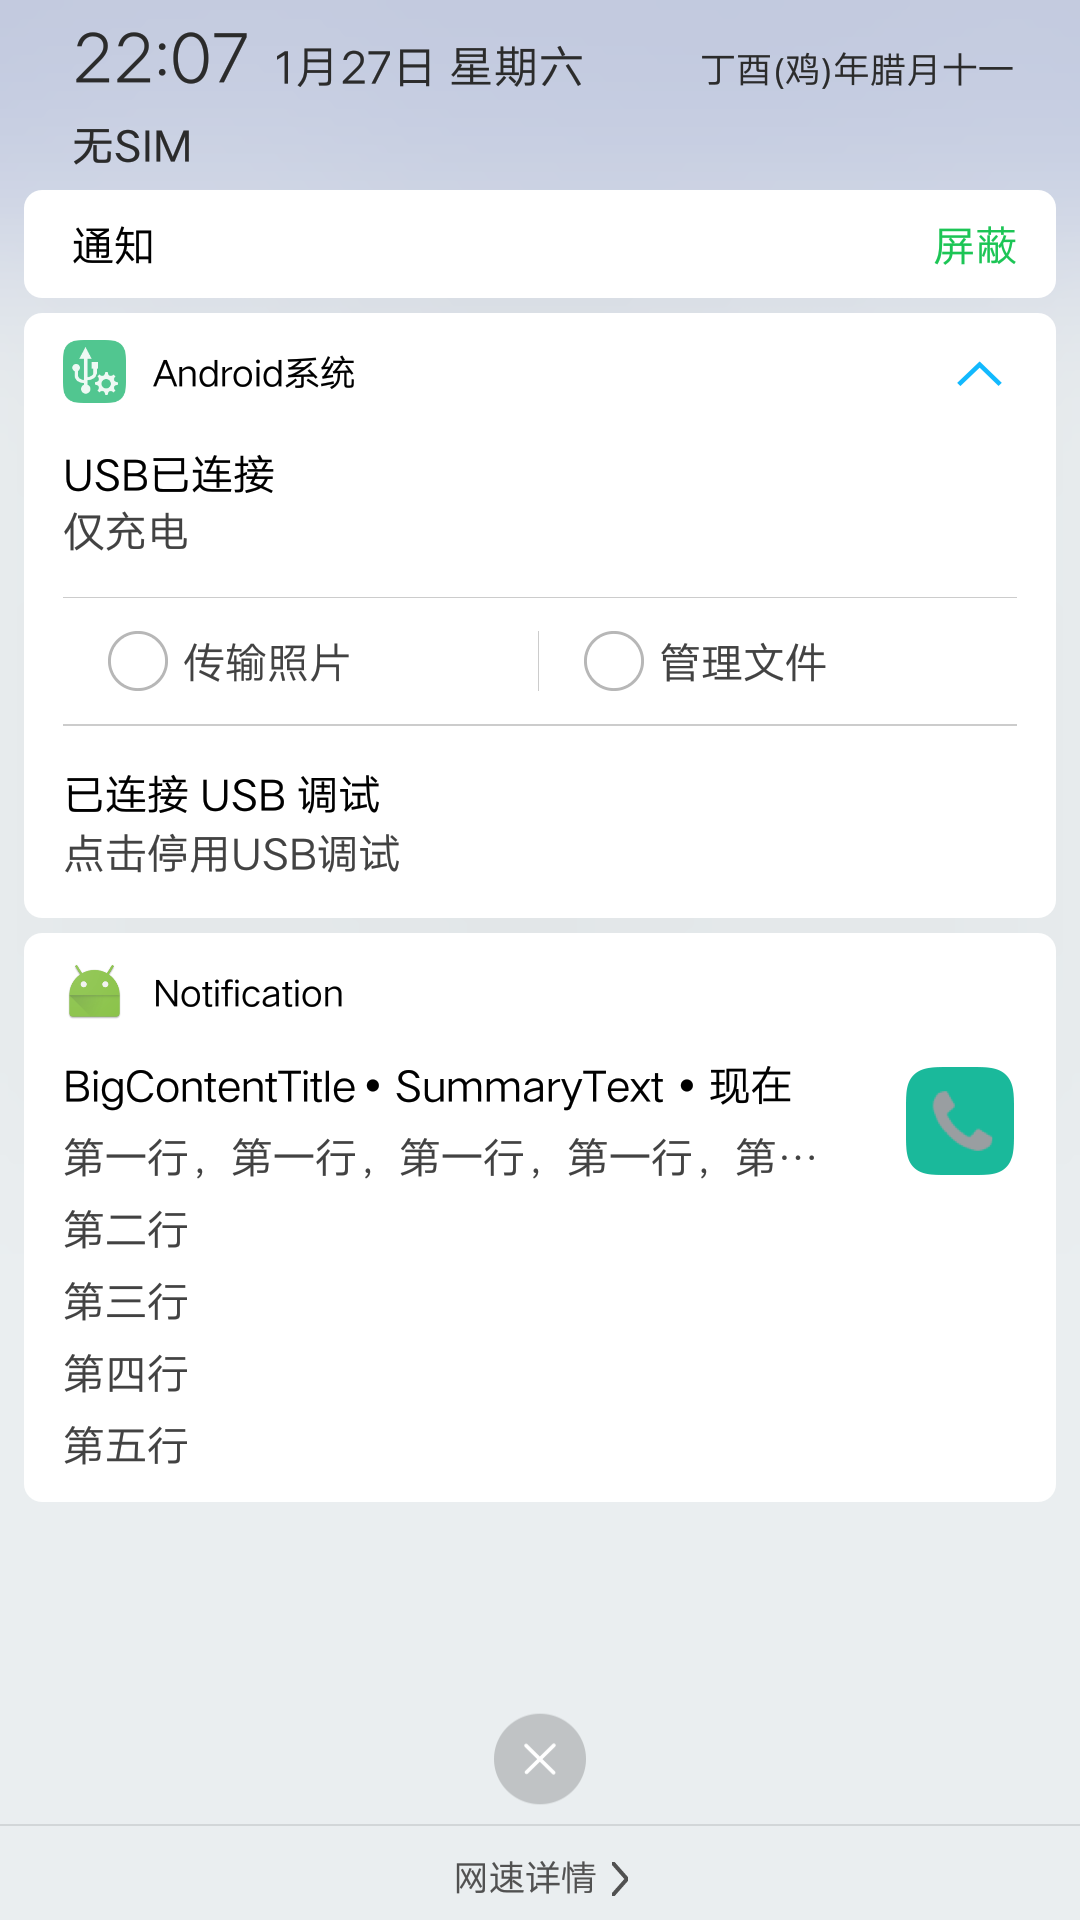 22:07 1月27日 星期六 丁酉(鸡)年腊月十一
无SIM
通知 屏蔽
Android系统
USB已连接
仅充电
传输照片 管理文件
已连接 USB 调试
点击停用USB调试
Notification
BigContentTitle • SummaryText • 现在
第一行，第一行，第一行，第一行，第…
第二行
第三行
第四行
第五行
网速详情